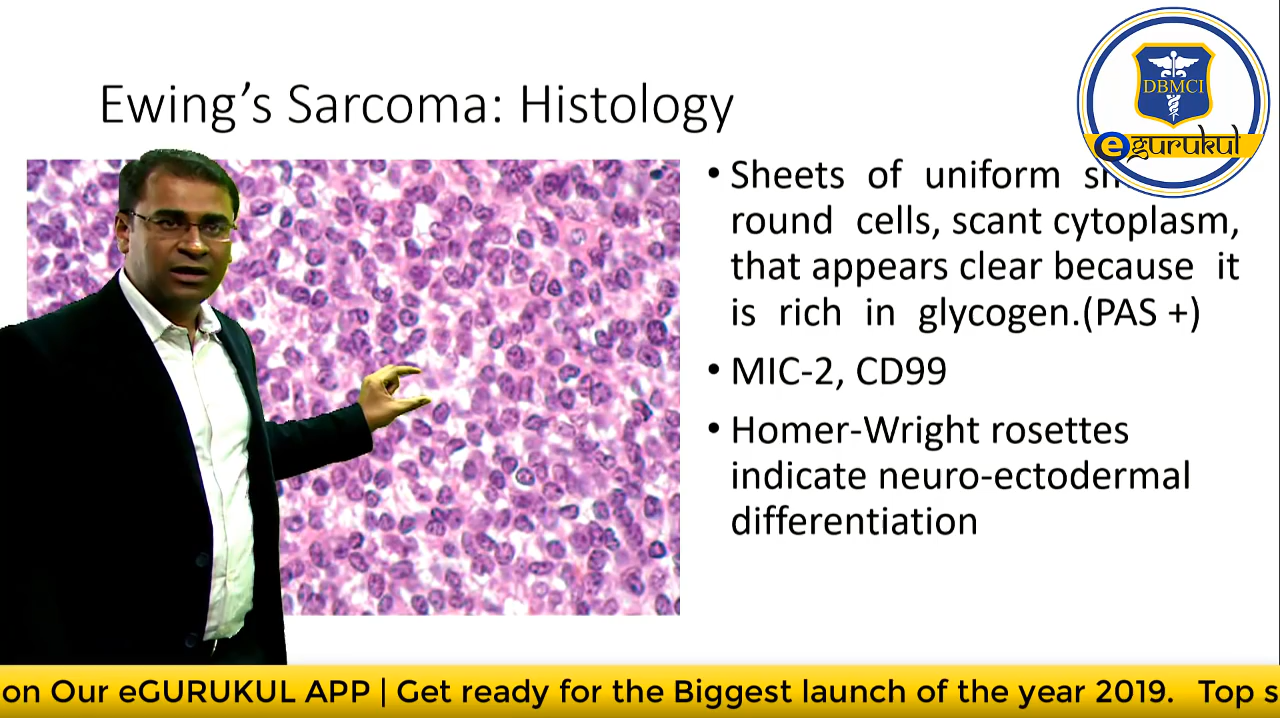 Ewing’s Sarcoma: Histology
DBMCI
egurukul
• Sheets of uniform
round cells, scant cytoplasm,
that appears clear because it
is rich in glycogen.(PAS +)
• MIC-2, CD99
• Homer-Wright rosettes
indicate neuro-ectodermal
differentiation
on Our eGURUKUL APP | Get ready for the Biggest launch of the year 2019. Top s